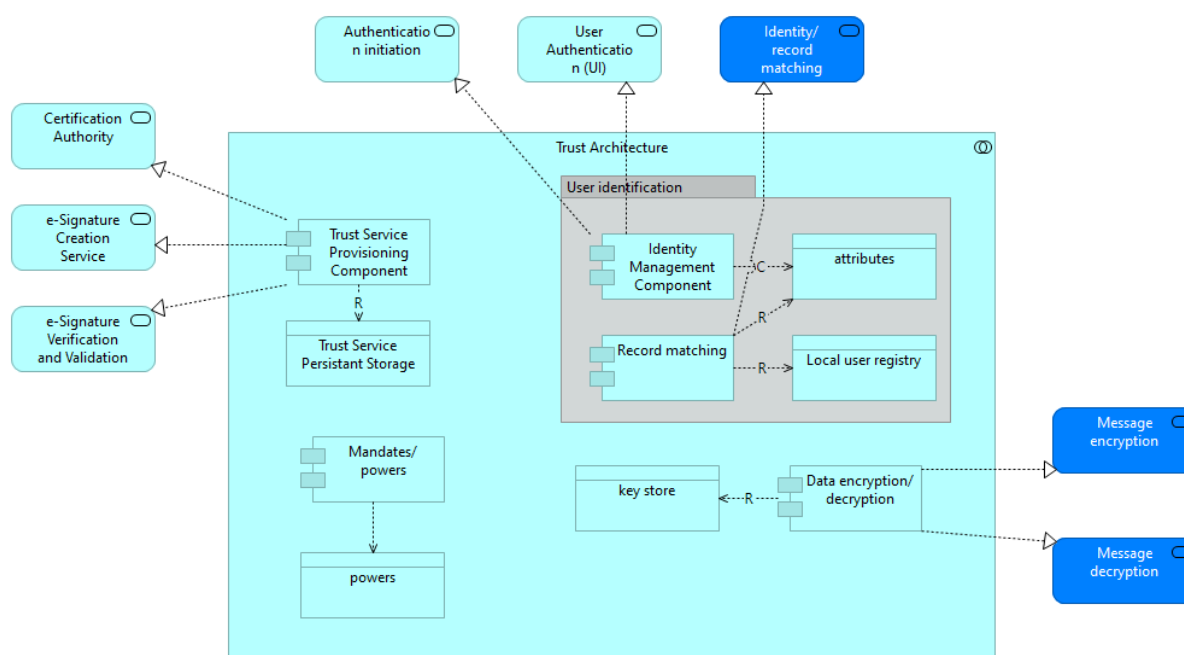 Authenticatio
n initiation
User
Authenticatio
n (UI)
Identity/
record
matching
Certification
Authority
e-Signature
Creation
Service
e-Signature
Verification
and Validation
Trust Architecture
User identification
Trust Service
Provisioning
Component
R
Trust Service
Persistant Storage
Identity
Management
Component
C
attributes
R
Record matching
R
Local user registry
Mandates/
powers
powers
key store
R
Data encryption/
decryption
Message
encryption
Message
decryption